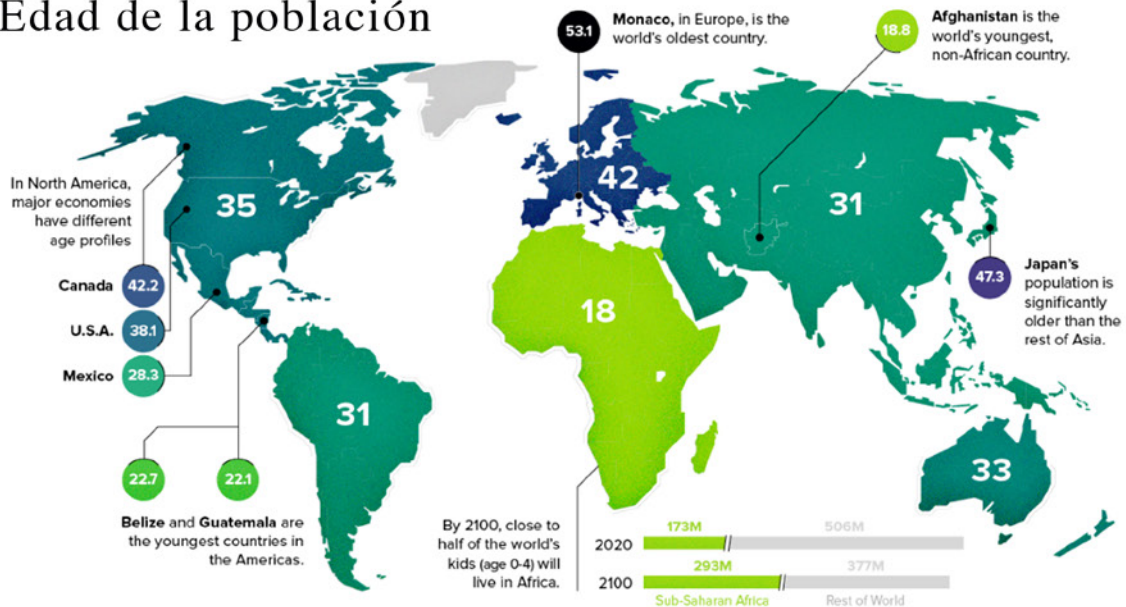 Edad de la población
53.1
Monaco, in Europe, is the
world's oldest country.
18.8
Afghanistan is the
world's youngest,
non-African country.
In North America,
major economies
have different
age profiles
35
42
31
Canada
42.2
U.S.A.
38.1
Mexico
28.3
18
47.3
Japan's
population is
significantly
older than the
rest of Asia.
31
33
22.7
22.1
Belize and Guatemala are
the youngest countries in
the Americas.
By 2100, close to
half of the world's
kids (age 0-4) will
live in Africa.
173M
506M
2020
293M
377M
2100
Sub-Saharan Africa
Rest of World